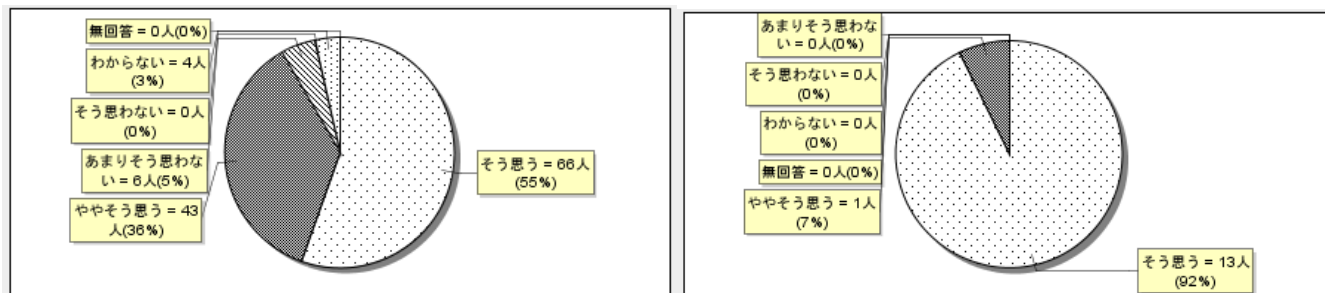 無回答 = 0人(0%)
わからない = 4人
(3%)
そう思わない = 0人
(0%)
あまりそう思わな
い = 6人(5%)
ややそう思う = 43
人(36%)
そう思う = 66人
(55%)
あまりそう思わな
い = 0人(0%)
そう思わない = 0人
(0%)
わからない = 0人
(0%)
無回答 = 0人(0%)
ややそう思う = 1人
(7%)
そう思う = 13人
(92%)